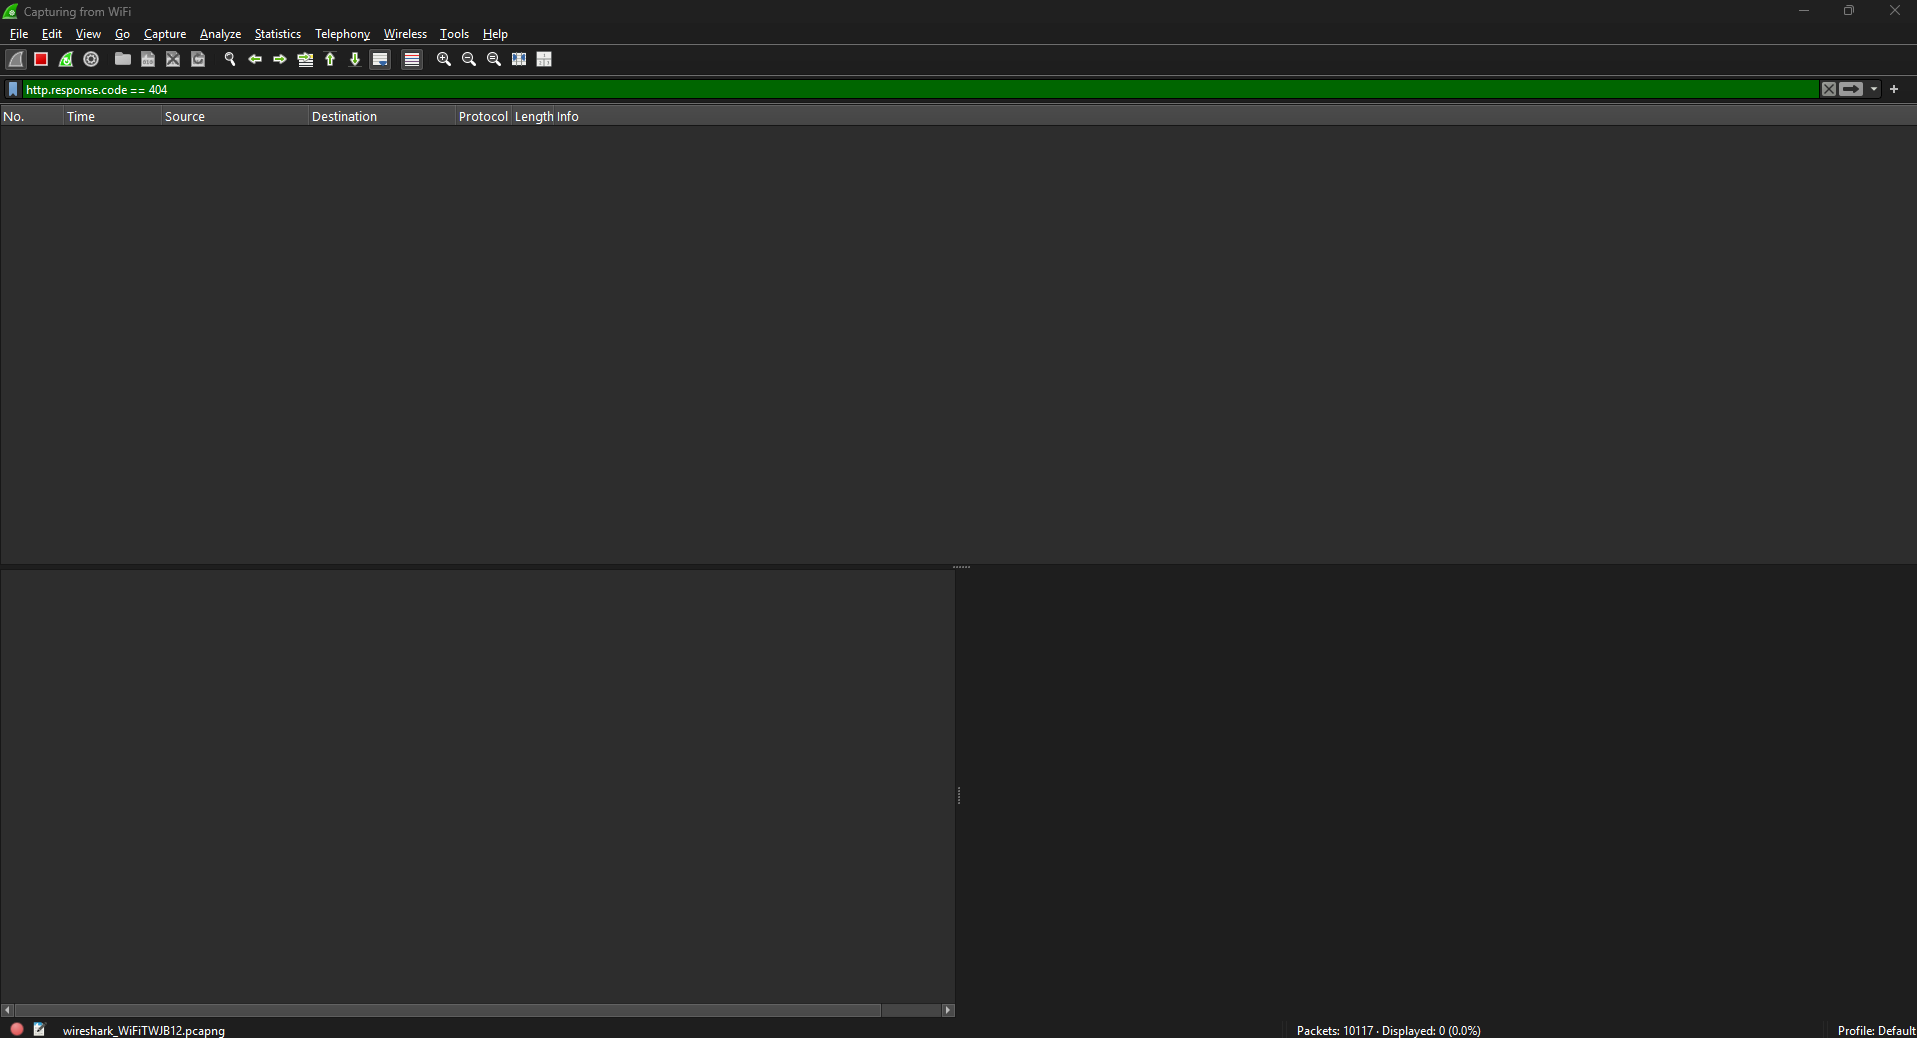 Capturing from WiFi
File Edit View Go Capture Analyze Statistics Telephony Wireless Tools Help
http.response.code == 404
No. Time Source Destination Protocol Length Info
wireshark_WiFiTWJB12.pcapng Packets: 10117 · Displayed: 0 (0.0%) Profile: Default